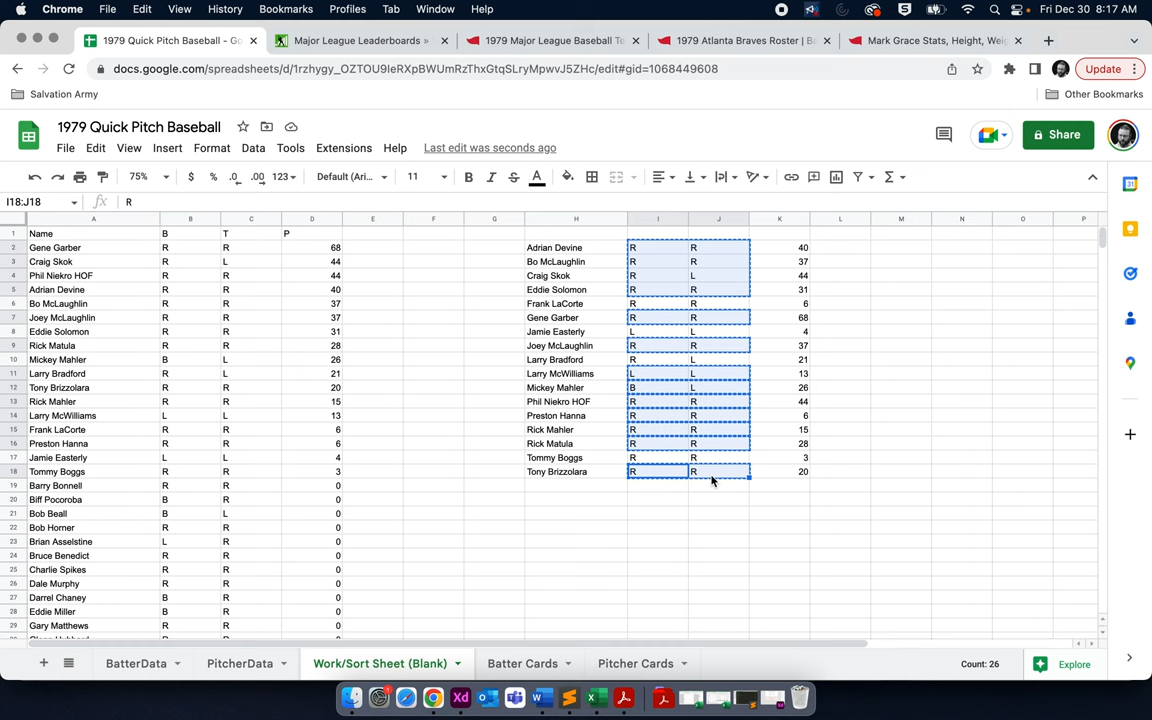 Chrome File Edit View History Bookmarks Profiles Tab Window Help Fri Dec 30 8:17 AM
1979 Quick Pitch Baseball - Go Major League Leaderboards » 1979 Major League Baseball Te 1979 Atlanta Braves Roster | Ba Mark Grace Stats, Height, Weig
docs.google.com/spreadsheets/d/1rzhygy_OZTOU9IeRXpBWUmRzThxGtqSLryMpwvJ5ZHc/edit#gid=1068449608 Update
Salvation Army Other Bookmarks
1979 Quick Pitch Baseball Share
File Edit View Insert Format Data Tools Extensions Help Last edit was seconds ago
75% $ % .0 .00 123 Default (Ari... 11 B I S A
I18:J18 fx R
A B C D E F G H I J K L M N O P
1 Name B T P
2 Gene Garber R R 68 Adrian Devine R R 40
3 Craig Skok R L 44 Bo McLaughlin R R 37
4 Phil Niekro HOF R R 44 Craig Skok R L 44
5 Adrian Devine R R 40 Eddie Solomon R R 31
6 Bo McLaughlin R R 37 Frank LaCorte R R 6
7 Joey McLaughlin R R 37 Gene Garber R R 68
8 Eddie Solomon R R 31 Jamie Easterly L L 4
9 Rick Matula R R 28 Joey McLaughlin R R 37
10 Mickey Mahler B L 26 Larry Bradford R L 21
11 Larry Bradford R L 21 Larry McWilliams L L 13
12 Tony Brizzolara R R 20 Mickey Mahler B L 26
13 Rick Mahler R R 15 Phil Niekro HOF R R 44
14 Larry McWilliams L L 13 Preston Hanna R R 6
15 Frank LaCorte R R 6 Rick Mahler R R 15
16 Preston Hanna R R 6 Rick Matula R R 28
17 Jamie Easterly L L 4 Tommy Boggs R R 3
18 Tommy Boggs R R 3 Tony Brizzolara R R 20
19 Barry Bonnell R R 0
20 Biff Pocoroba B R 0
21 Bob Beall B L 0
22 Bob Horner R R 0
23 Brian Asselstine L R 0
24 Bruce Benedict R R 0
25 Charlie Spikes R R 0
26 Dale Murphy R R 0
27 Darrel Chaney B R 0
28 Eddie Miller B R 0
29 Gary Matthews R R 0
BatterData PitcherData Work/Sort Sheet (Blank) Batter Cards Pitcher Cards Count: 26 Explore